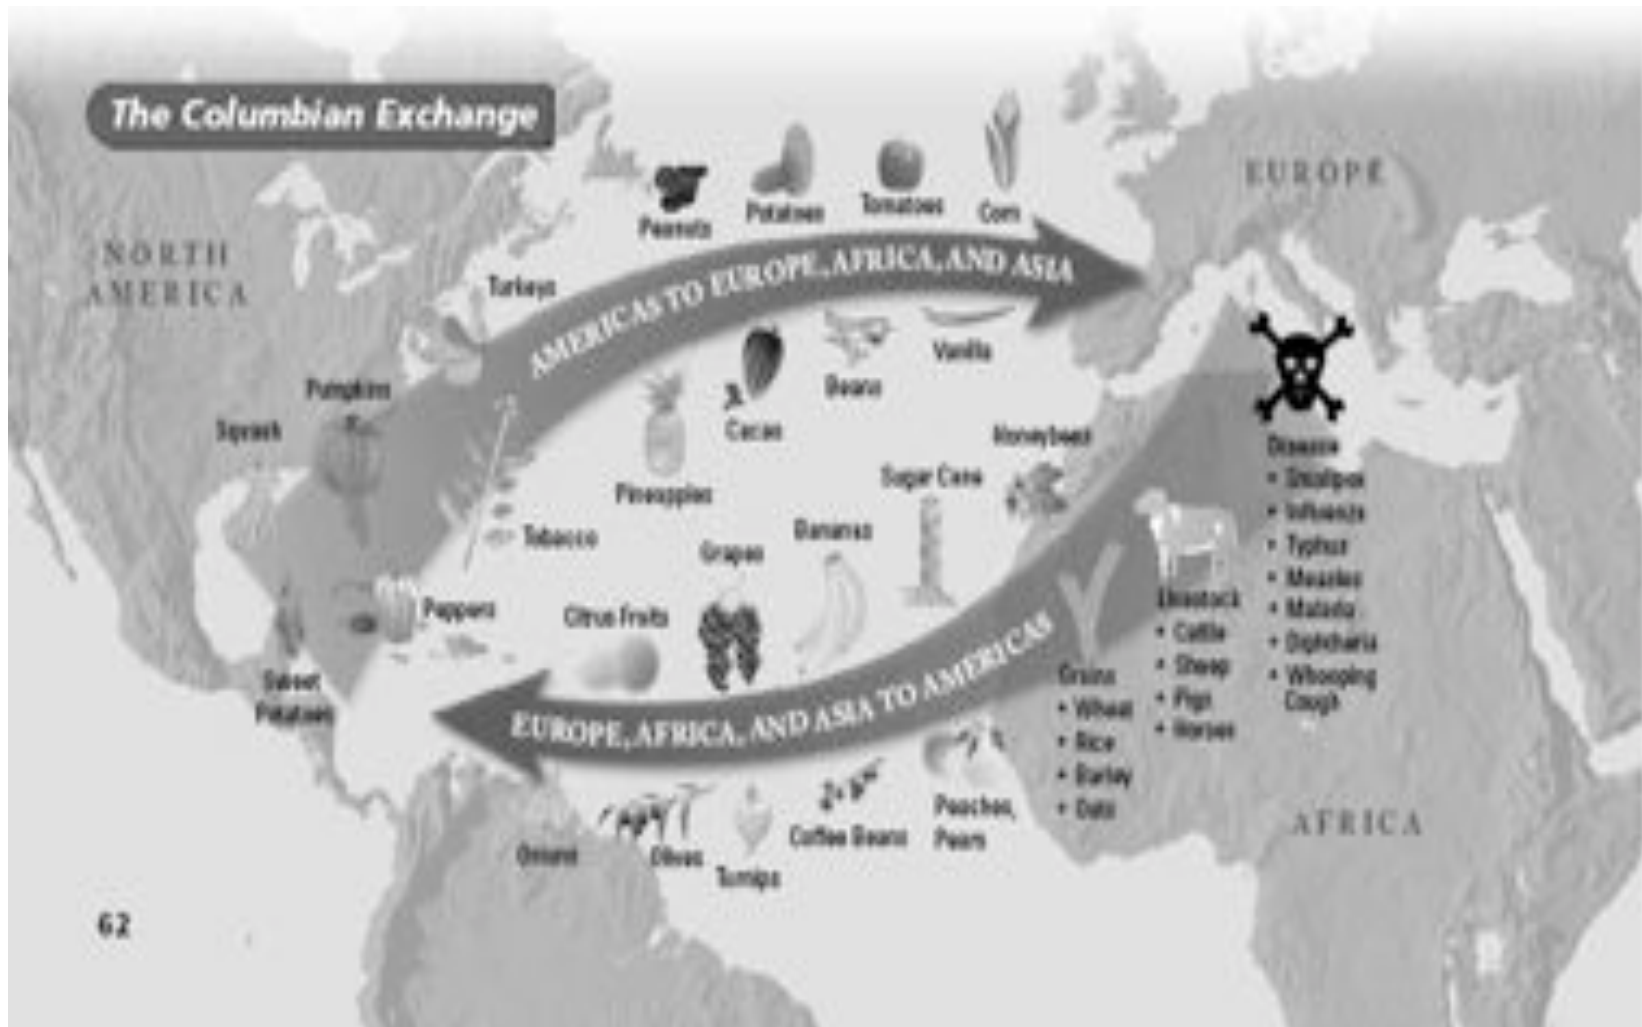 The Columbian Exchange
NORTH
AMERICA
EUROPE
AFRICA
AMERICAS TO EUROPE, AFRICA, AND ASIA
Peanuts
Potatoes
Tomatoes
Corn
Turkeys
Pumpkins
Squash
Pineapples
Cacao
Beans
Vanilla
Tobacco
Peppers
Sweet
Potatoes
EUROPE, AFRICA, AND ASIA TO AMERICAS
Citrus Fruits
Grapes
Bananas
Sugar Cane
Honeybees
Onions
Olives
Turnips
Coffee Beans
Peaches,
Pears
Grains
• Wheat
• Rice
• Barley
• Oats
Livestock
• Cattle
• Sheep
• Pigs
• Horses
Disease
• Smallpox
• Influenza
• Typhus
• Measles
• Malaria
• Diphtheria
• Whooping
Cough
62